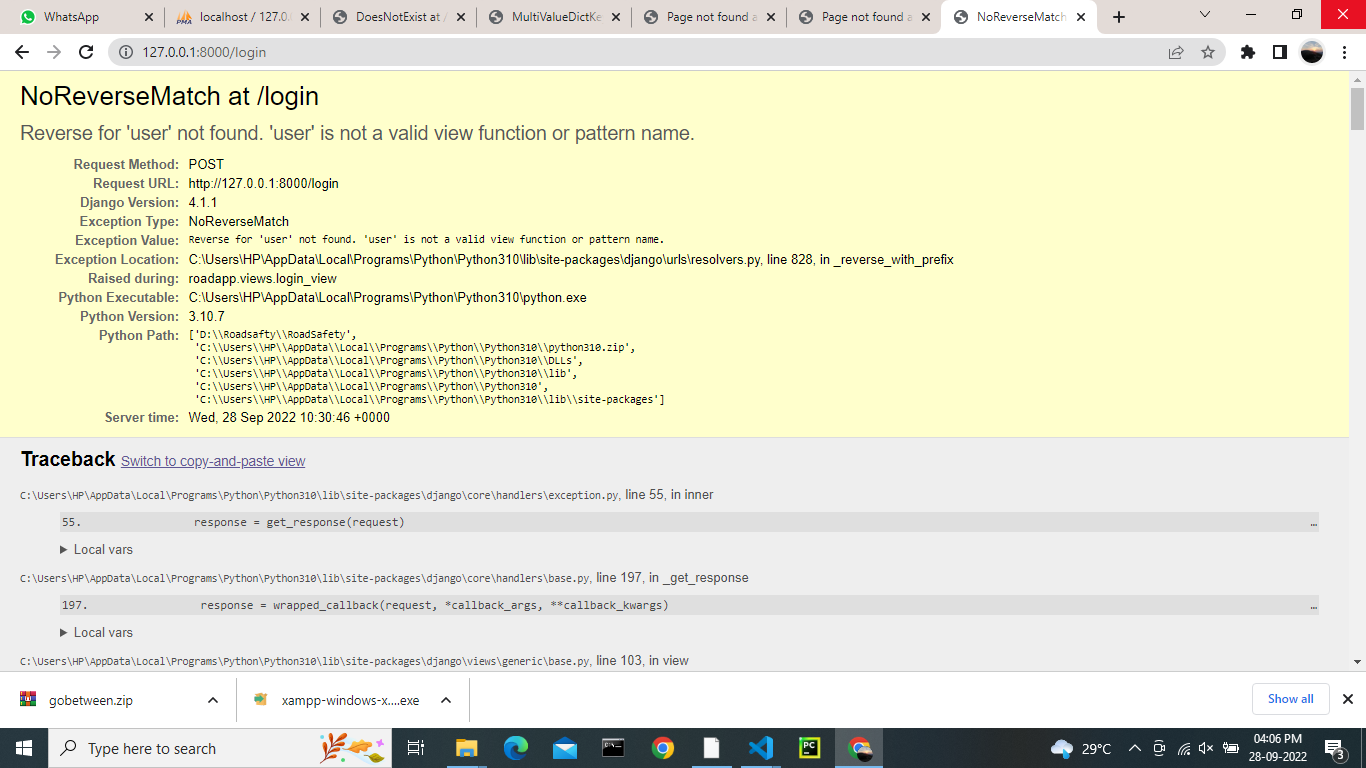 WhatsApp
localhost / 127.0.
DoesNotExist at /
MultiValueDictKe
Page not found a
Page not found a
NoReverseMatch
127.0.0.1:8000/login
NoReverseMatch at /login
Reverse for 'user' not found. 'user' is not a valid view function or pattern name.
Request Method: POST
Request URL: http://127.0.0.1:8000/login
Django Version: 4.1.1
Exception Type: NoReverseMatch
Exception Value: Reverse for 'user' not found. 'user' is not a valid view function or pattern name.
Exception Location: C:\Users\HP\AppData\Local\Programs\Python\Python310\lib\site-packages\django\urls\resolvers.py, line 828, in _reverse_with_prefix
Raised during: roadapp.views.login_view
Python Executable: C:\Users\HP\AppData\Local\Programs\Python\Python310\python.exe
Python Version: 3.10.7
Python Path: ['D:\\Roadsafty\\RoadSafety',
'C:\\Users\\HP\\AppData\\Local\\Programs\\Python\\Python310\\python310.zip',
'C:\\Users\\HP\\AppData\\Local\\Programs\\Python\\Python310\\DLLs',
'C:\\Users\\HP\\AppData\\Local\\Programs\\Python\\Python310\\lib',
'C:\\Users\\HP\\AppData\\Local\\Programs\\Python\\Python310',
'C:\\Users\\HP\\AppData\\Local\\Programs\\Python\\Python310\\lib\\site-packages']
Server time: Wed, 28 Sep 2022 10:30:46 +0000
Traceback Switch to copy-and-paste view
C:\Users\HP\AppData\Local\Programs\Python\Python310\lib\site-packages\django\core\handlers\exception.py, line 55, in inner
55. response = get_response(request) …
▶ Local vars
C:\Users\HP\AppData\Local\Programs\Python\Python310\lib\site-packages\django\core\handlers\base.py, line 197, in _get_response
197. response = wrapped_callback(request, *callback_args, **callback_kwargs) …
▶ Local vars
C:\Users\HP\AppData\Local\Programs\Python\Python310\lib\site-packages\django\views\generic\base.py, line 103, in view
gobetween.zip
xampp-windows-x....exe
Show all
Type here to search
PC
29°C
04:06 PM
28-09-2022
3